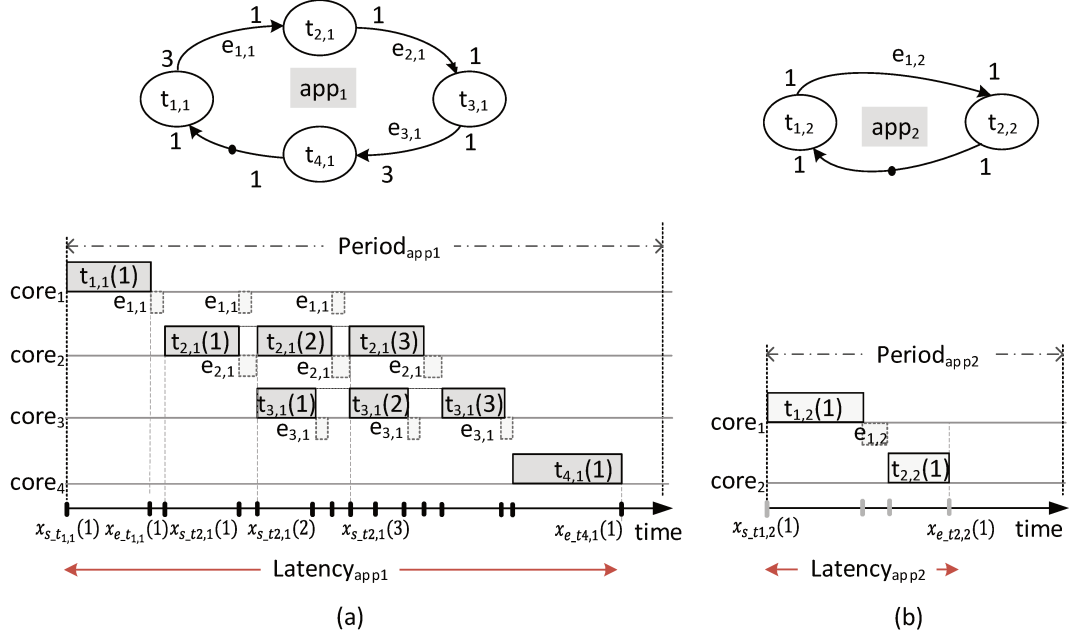 1
t2,1
1
e1,1
e2,1
3
1
t1,1
app1
t3,1
1
e3,1
1
t4,1
1
3
e1,2
1
1
t1,2
app2
t2,2
1
1
Periodapp1
t1,1(1)
core1
e1,1
e1,1
e1,1
t2,1(1)
t2,1(2)
t2,1(3)
core2
e2,1
e2,1
e2,1
t3,1(1)
t3,1(2)
t3,1(3)
core3
e3,1
e3,1
e3,1
t4,1(1)
core4
xs_t1,1(1)
xe_t1,1(1)
xs_t2,1(1)
xs_t2,1(2)
xs_t2,1(3)
xe_t4,1(1)
time
Latencyapp1
(a)
Periodapp2
t1,2(1)
core1
e1,2
t2,2(1)
core2
xs_t1,2(1)
xe_t2,2(1)
time
Latencyapp2
(b)